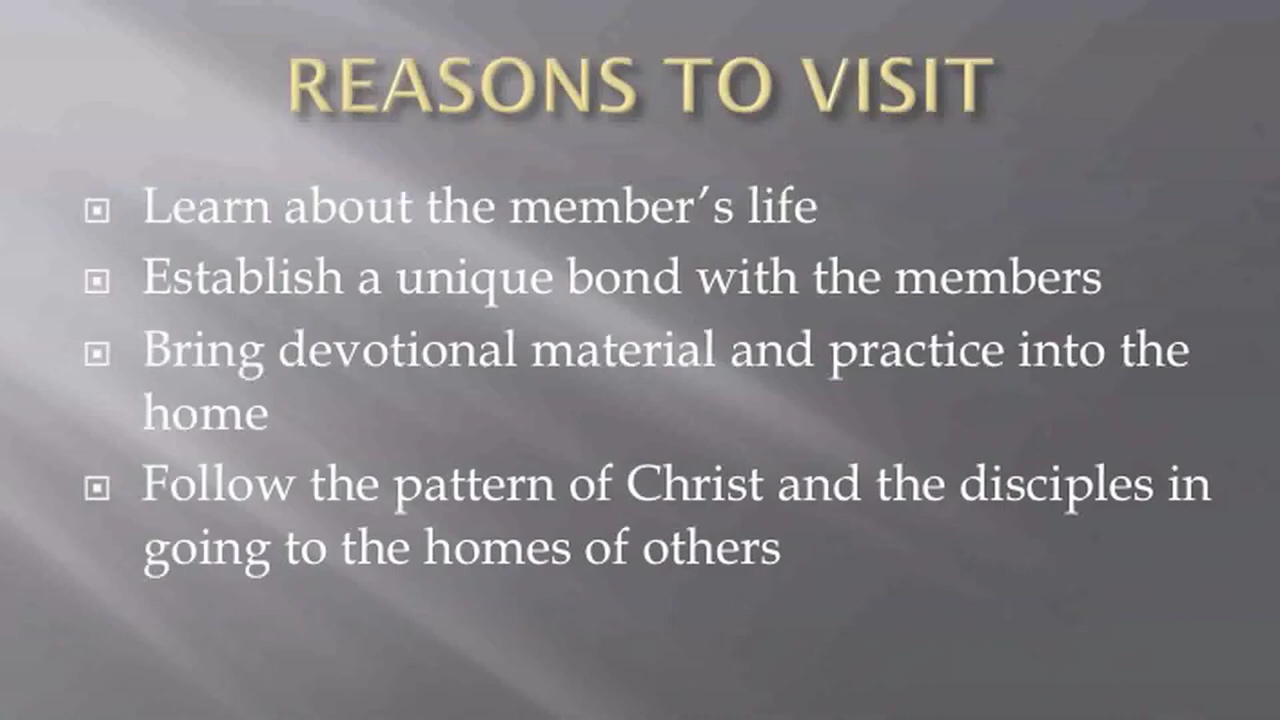 REASONS TO VISIT
Learn about the member’s life
Establish a unique bond with the members
Bring devotional material and practice into the
home
Follow the pattern of Christ and the disciples in
going to the homes of others